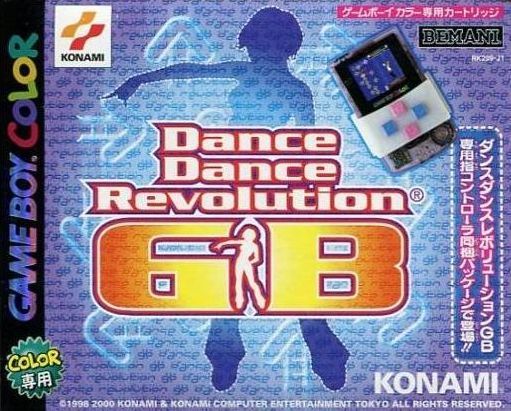 KONAMI
ゲームボーイカラー専用カートリッジ
BEMANI
RK299-J1
GAME BOY COLOR
Dance
Dance
Revolution®
GB
ダンスダンスレボリューションGB
専用指コントローラ同梱パッケージで登場!!
COLOR
専用
KONAMI
©1998 2000 KONAMI & KONAMI COMPUTER ENTERTAINMENT TOKYO ALL RIGHTS RESERVED.